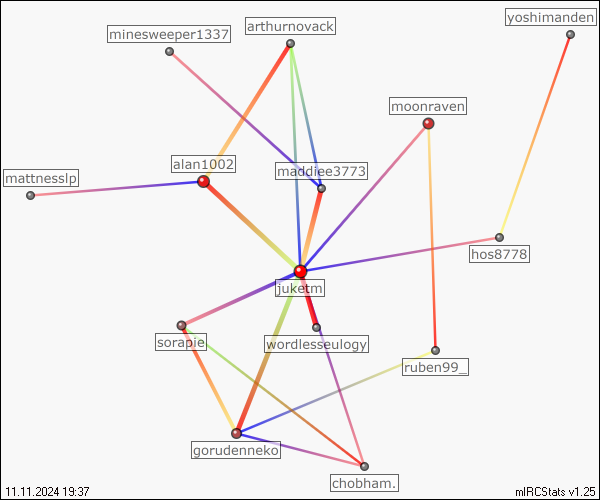 yoshimanden
arthurnovack
minesweeper1337
moonraven
alan1002
maddiee3773
mattnesslp
hos8778
juketm
sorapie
wordlesseulogy
ruben99_
gorudenneko
chobham.
11.11.2024 19:37
mIRCStats v1.25